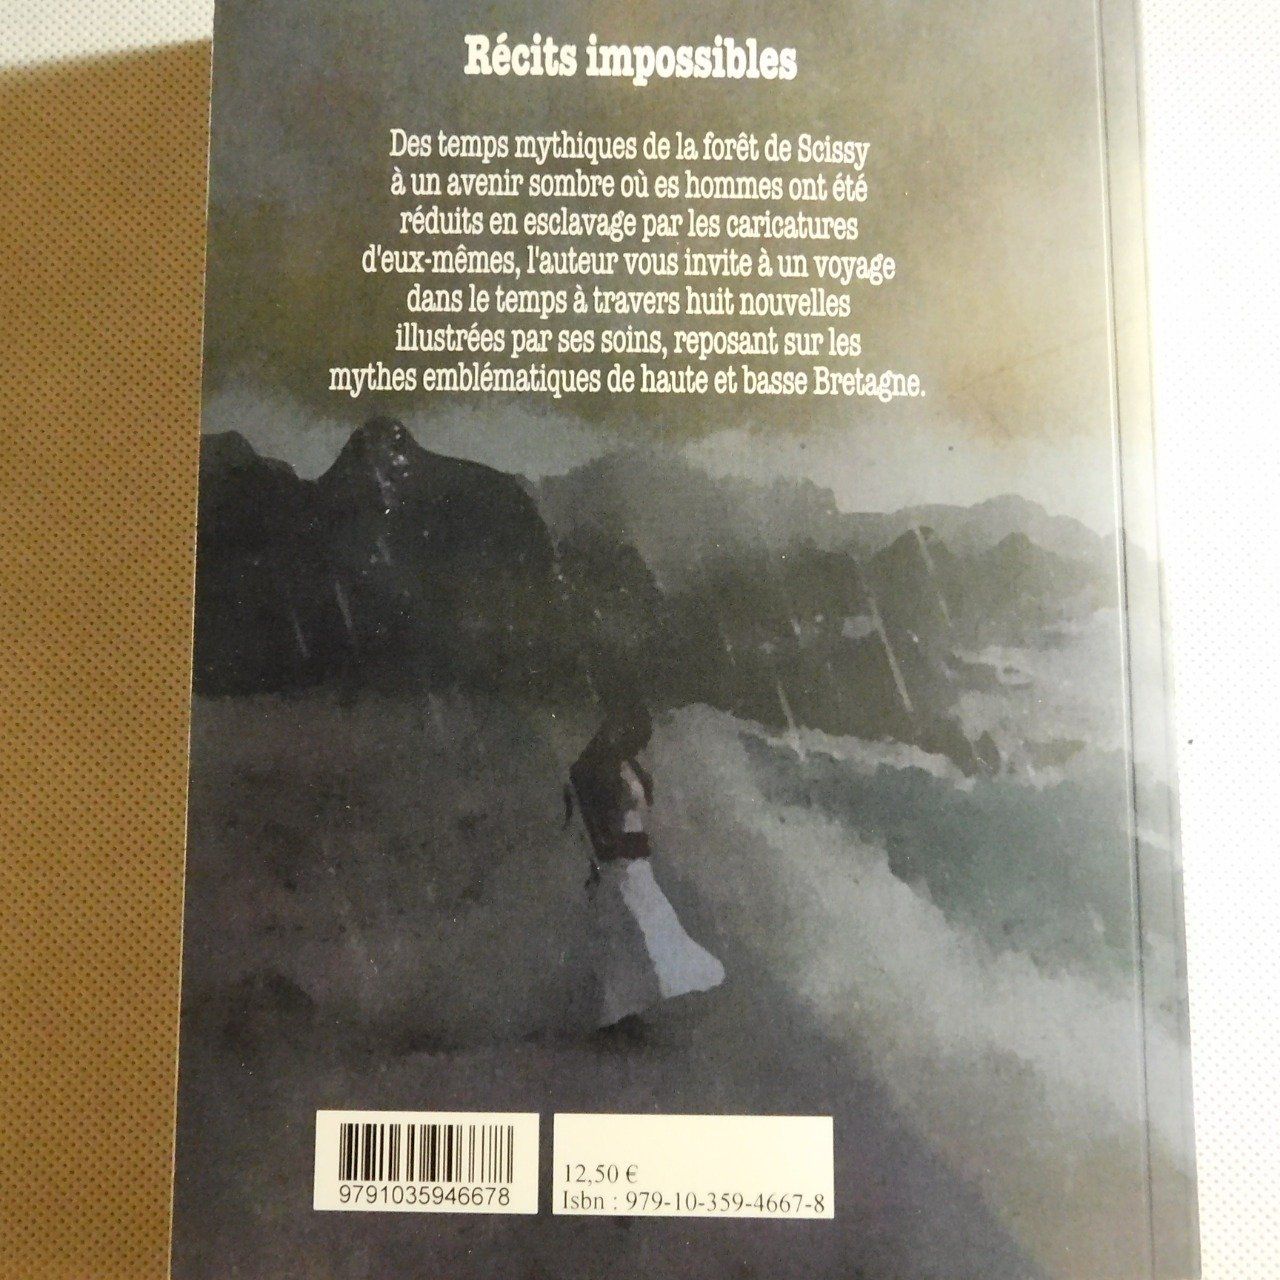 Récits impossibles
Des temps mythiques de la forêt de Scissy
à un avenir sombre où es hommes ont été
réduits en esclavage par les caricatures
d'eux-mêmes, l'auteur vous invite à un voyage
dans le temps à travers huit nouvelles
illustrées par ses soins, reposant sur les
mythes emblématiques de haute et basse Bretagne.
9791035946678
12,50 €
Isbn : 979-10-359-4667-8